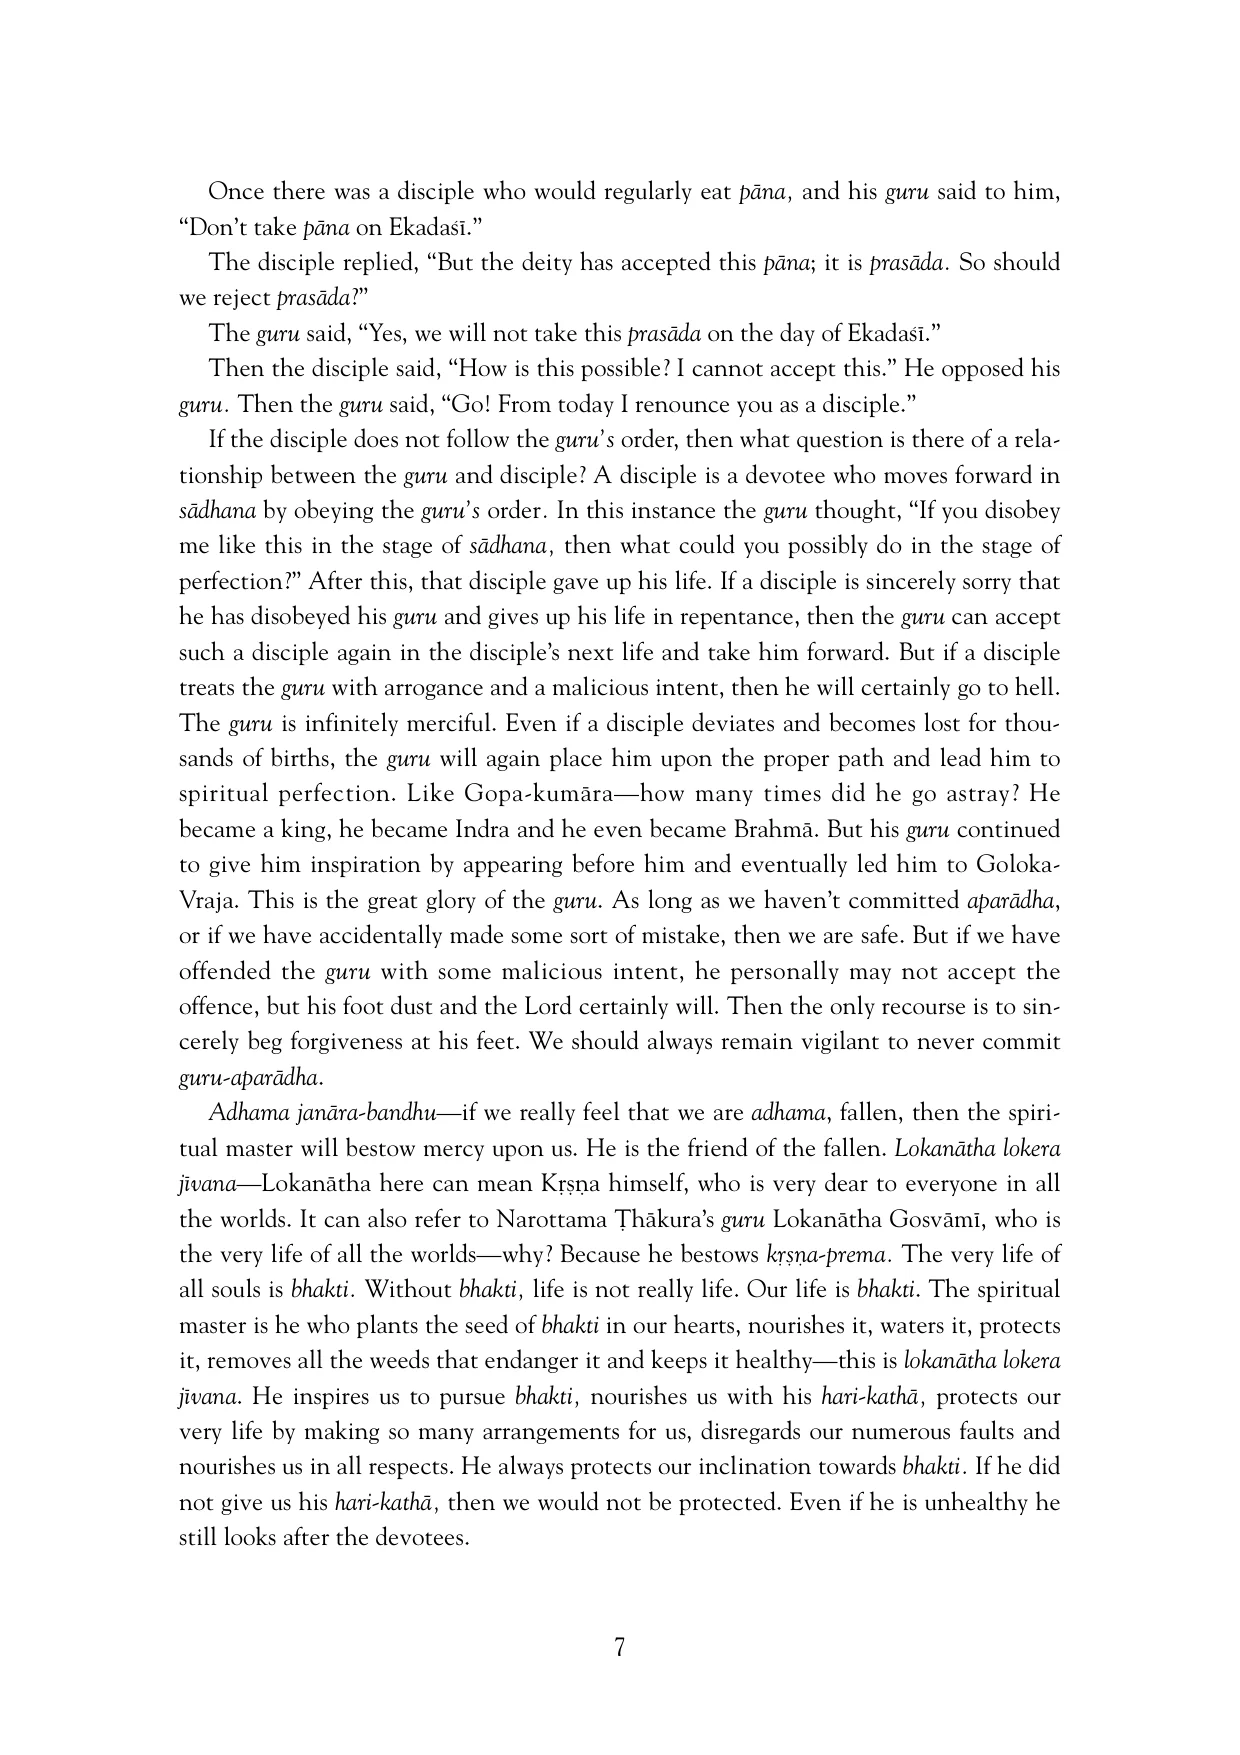 Once there was a disciple who would regularly eat pāna, and his guru said to him,
“Don’t take pāna on Ekadaśī.”
The disciple replied, “But the deity has accepted this pāna; it is prasāda. So should
we reject prasāda?”
The guru said, “Yes, we will not take this prasāda on the day of Ekadaśī.”
Then the disciple said, “How is this possible? I cannot accept this.” He opposed his
guru. Then the guru said, “Go! From today I renounce you as a disciple.”
If the disciple does not follow the guru’s order, then what question is there of a rela-
tionship between the guru and disciple? A disciple is a devotee who moves forward in
sādhana by obeying the guru’s order. In this instance the guru thought, “If you disobey
me like this in the stage of sādhana, then what could you possibly do in the stage of
perfection?” After this, that disciple gave up his life. If a disciple is sincerely sorry that
he has disobeyed his guru and gives up his life in repentance, then the guru can accept
such a disciple again in the disciple’s next life and take him forward. But if a disciple
treats the guru with arrogance and a malicious intent, then he will certainly go to hell.
The guru is infinitely merciful. Even if a disciple deviates and becomes lost for thou-
sands of births, the guru will again place him upon the proper path and lead him to
spiritual perfection. Like Gopa-kumāra—how many times did he go astray? He
became a king, he became Indra and he even became Brahmā. But his guru continued
to give him inspiration by appearing before him and eventually led him to Goloka-
Vraja. This is the great glory of the guru. As long as we haven’t committed aparādha,
or if we have accidentally made some sort of mistake, then we are safe. But if we have
offended the guru with some malicious intent, he personally may not accept the
offence, but his foot dust and the Lord certainly will. Then the only recourse is to sin-
cerely beg forgiveness at his feet. We should always remain vigilant to never commit
guru-aparādha.
Adhama janāra-bandhu—if we really feel that we are adhama, fallen, then the spiri-
tual master will bestow mercy upon us. He is the friend of the fallen. Lokanātha lokera
jīvana—Lokanātha here can mean Kṛṣṇa himself, who is very dear to everyone in all
the worlds. It can also refer to Narottama Ṭhākura’s guru Lokanātha Gosvāmī, who is
the very life of all the worlds—why? Because he bestows kṛṣṇa-prema. The very life of
all souls is bhakti. Without bhakti, life is not really life. Our life is bhakti. The spiritual
master is he who plants the seed of bhakti in our hearts, nourishes it, waters it, protects
it, removes all the weeds that endanger it and keeps it healthy—this is lokanātha lokera
jīvana. He inspires us to pursue bhakti, nourishes us with his hari-kathā, protects our
very life by making so many arrangements for us, disregards our numerous faults and
nourishes us in all respects. He always protects our inclination towards bhakti. If he did
not give us his hari-kathā, then we would not be protected. Even if he is unhealthy he
still looks after the devotees.
7